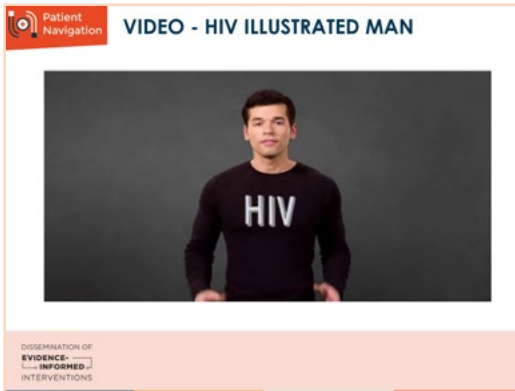 Patient
Navigation
VIDEO - HIV ILLUSTRATED MAN
HIV
DISSEMINATION OF
EVIDENCE-
INFORMED
INTERVENTIONS